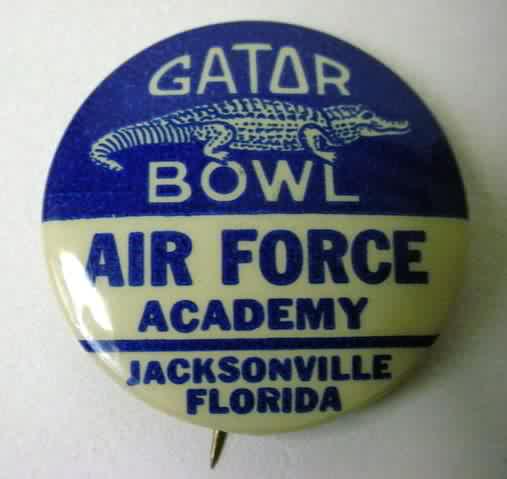 GATOR
BOWL
AIR FORCE
ACADEMY
JACKSONVILLE
FLORIDA